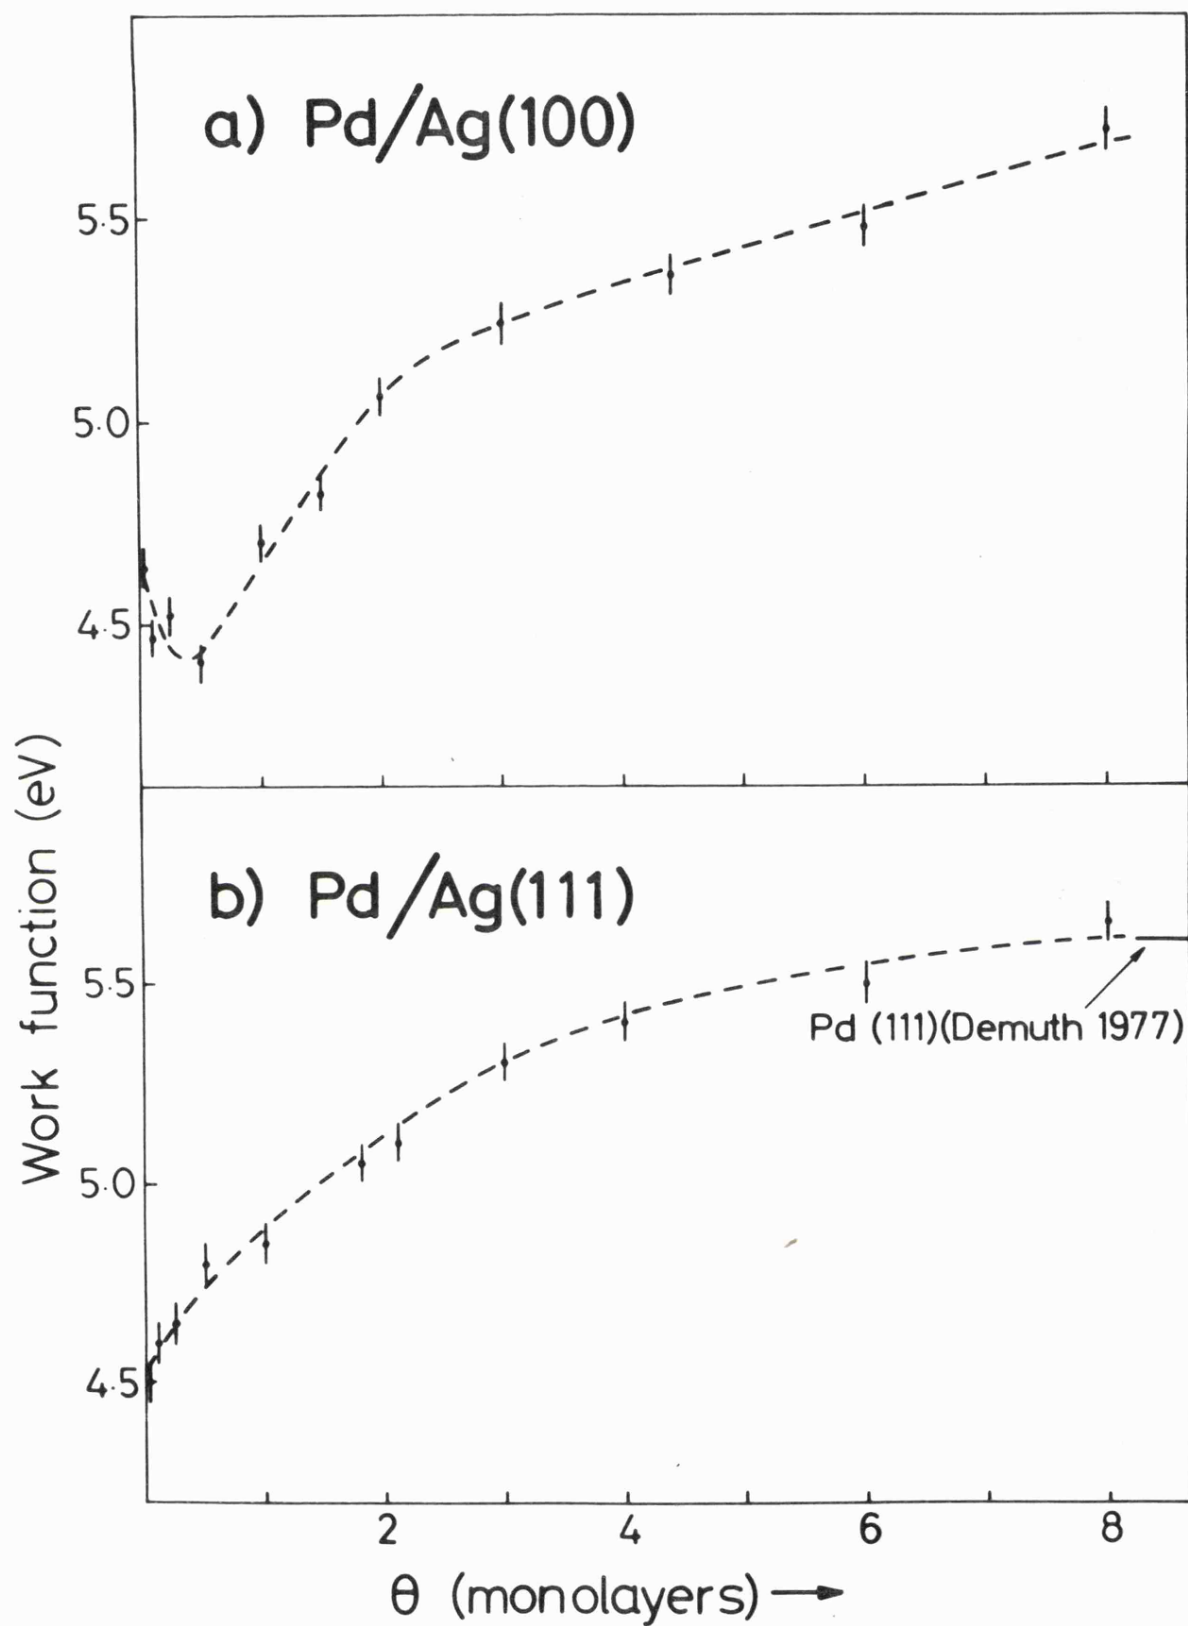 a) Pd/Ag(100)
5.5
5.0
4.5
Work function (eV)
b) Pd/Ag(111)
5.5
Pd (111)(Demuth 1977)
5.0
4.5
2 4 6 8
θ (monolayers) →